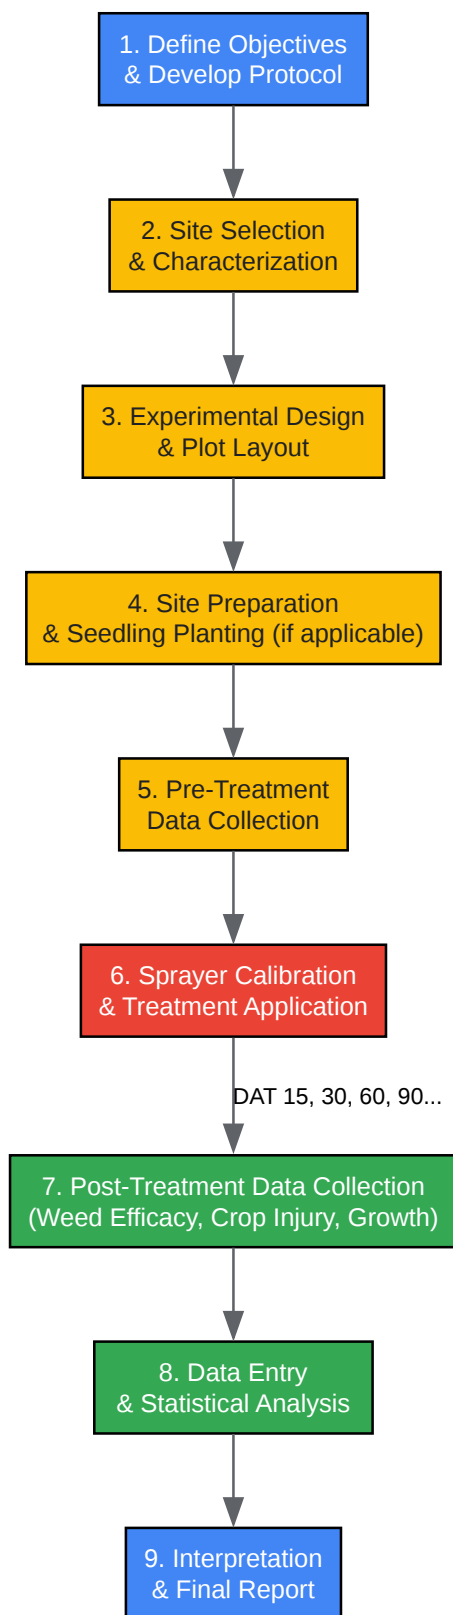 1. Define Objectives
& Develop Protocol
2. Site Selection
& Characterization
3. Experimental Design
& Plot Layout
4. Site Preparation
& Seedling Planting (if applicable)
5. Pre-Treatment
Data Collection
6. Sprayer Calibration
& Treatment Application
DAT 15, 30, 60, 90...
7. Post-Treatment Data Collection
(Weed Efficacy, Crop Injury, Growth)
8. Data Entry
& Statistical Analysis
9. Interpretation
& Final Report